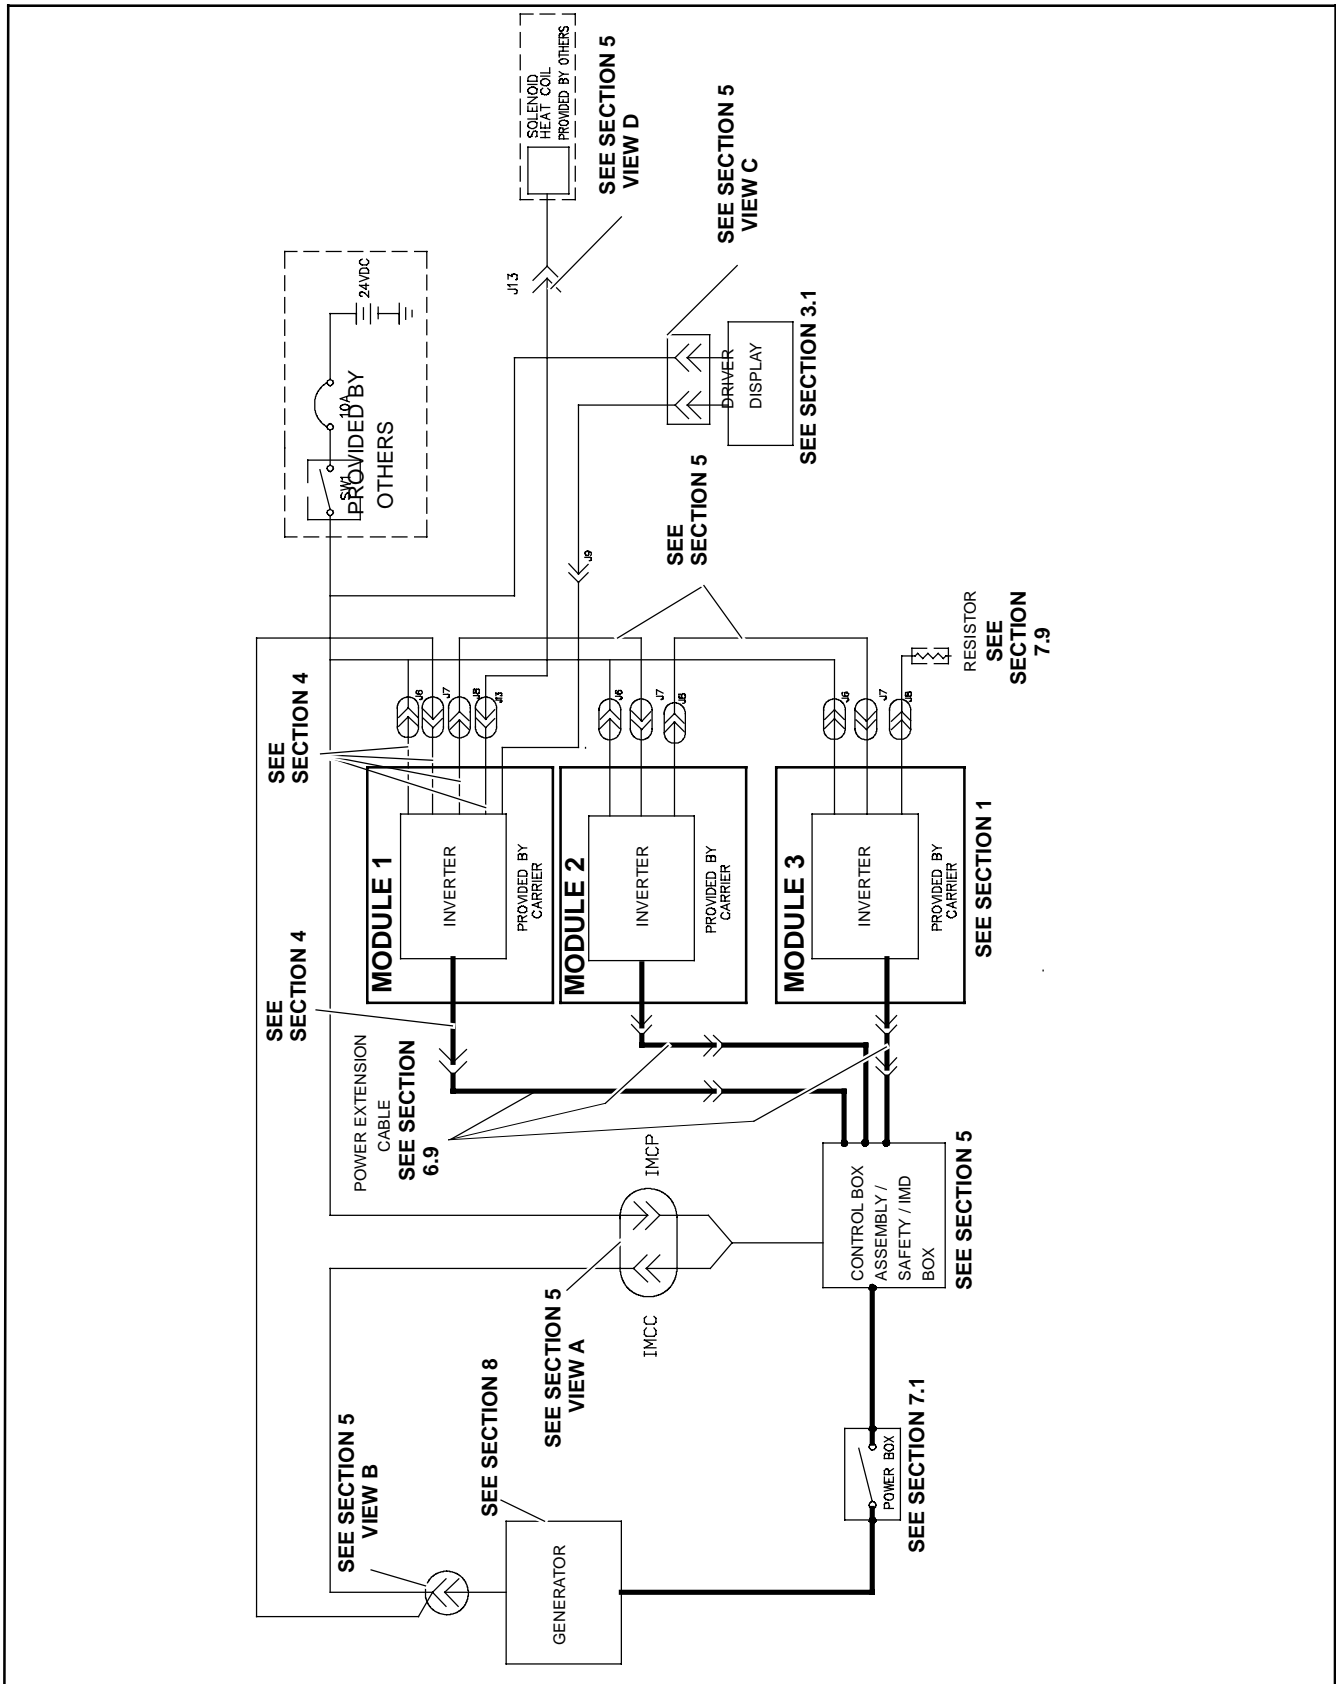 SOLENOID
HEAT COIL
PROVIDED BY OTHERS
SEE SECTION 5
VIEW D
J13
SEE SECTION 5
VIEW C
24VDC
10A
SW1
PROVIDED BY
OTHERS
DRIVER
DISPLAY
SEE SECTION 3.1
SEE
SECTION 5
J9
RESISTOR
SEE
SECTION
7.9
SEE
SECTION 4
J6
J7
J8
J13
J6
J7
J8
J6
J7
J8
MODULE 1
INVERTER
PROVIDED BY
CARRIER
MODULE 2
INVERTER
PROVIDED BY
CARRIER
MODULE 3
INVERTER
PROVIDED BY
CARRIER
SEE SECTION 1
SEE
SECTION 4
POWER EXTENSION
CABLE
SEE SECTION
6.9
IMCP
IMCC
SEE SECTION 5
VIEW A
CONTROL BOX
ASSEMBLY /
SAFETY / IMD
BOX
SEE SECTION 5
SEE SECTION 5
VIEW B
SEE SECTION 8
GENERATOR
POWER BOX
SEE SECTION 7.1